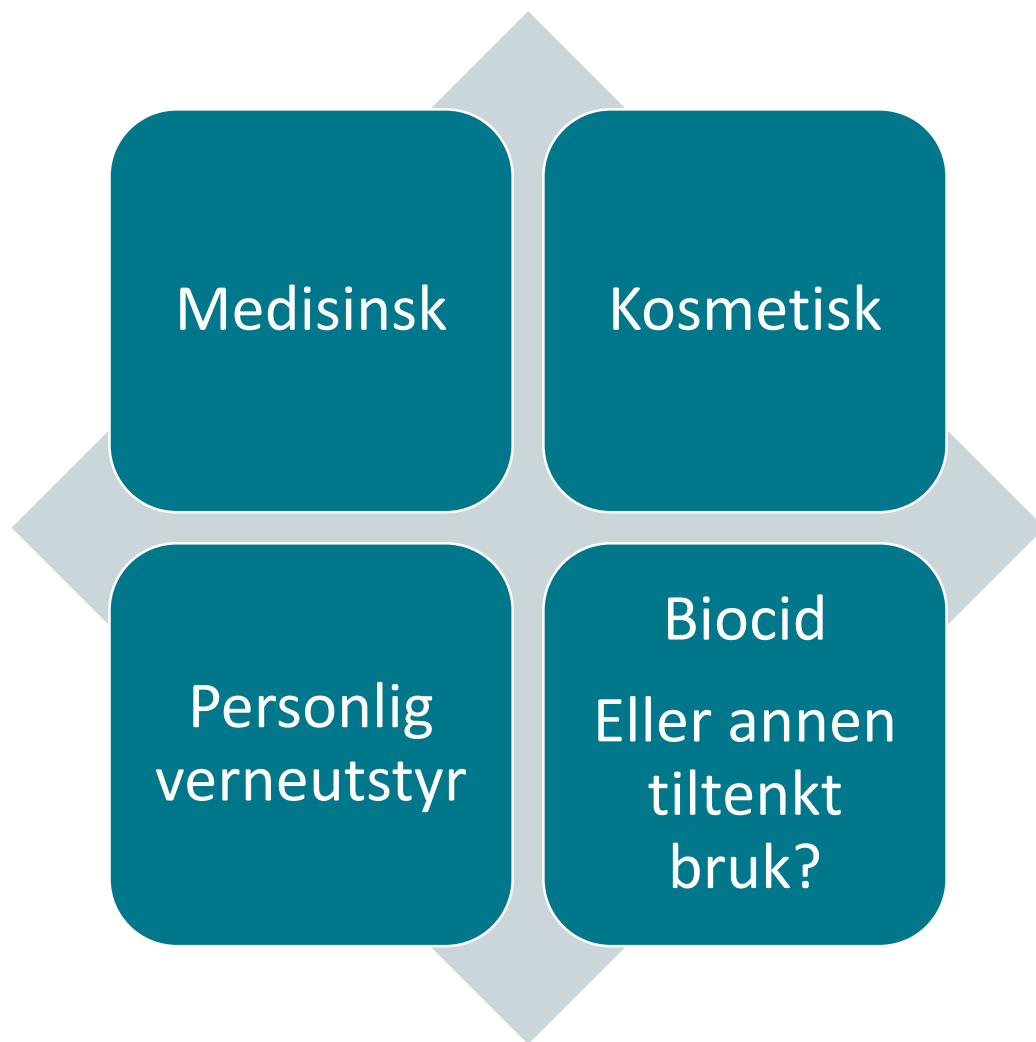 Medisinsk
Kosmetisk
Personlig
verneutstyr
Biocid
Eller annen
tiltenkt
bruk?